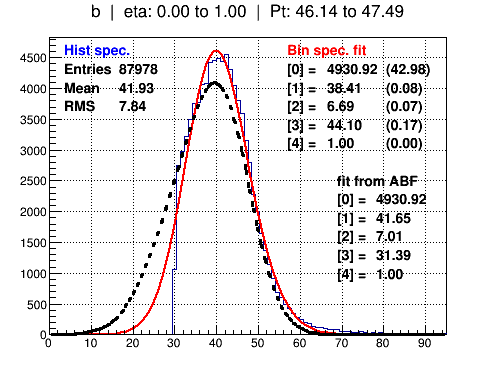 b | eta: 0.00 to 1.00 | Pt: 46.14 to 47.49
Hist spec.
Entries 87978
Mean 41.93
RMS 7.84
Bin spec. fit
[0] = 4930.92 (42.98)
[1] = 38.41 (0.08)
[2] = 6.69 (0.07)
[3] = 44.10 (0.17)
[4] = 1.00 (0.00)
fit from ABF
[0] = 4930.92
[1] = 41.65
[2] = 7.01
[3] = 31.39
[4] = 1.00
4500
4000
3500
3000
2500
2000
1500
1000
500
0
0 10 20 30 40 50 60 70 80 90